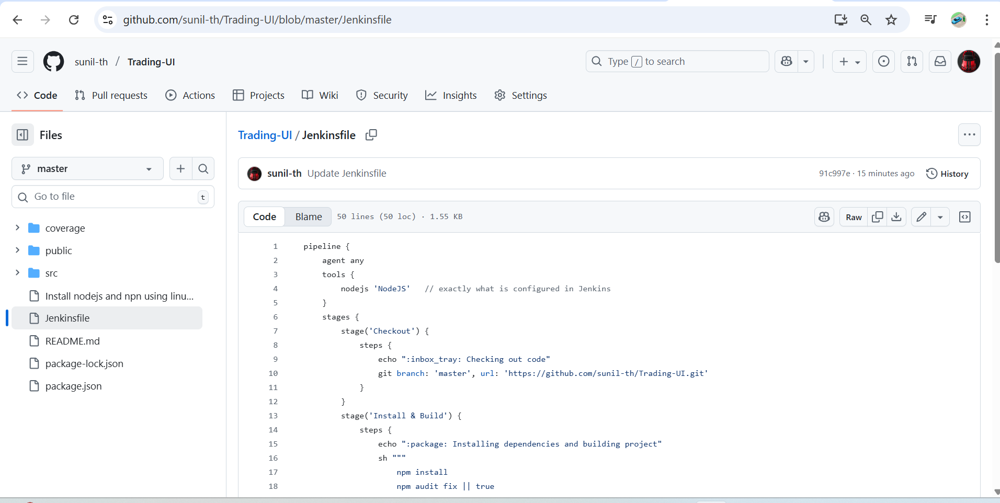 github.com/sunil-th/Trading-UI/blob/master/Jenkinsfile
sunil-th / Trading-UI
Type / to search
Code Pull requests Actions Projects Wiki Security Insights Settings
Files
master
Go to file
t
coverage
public
src
Install nodejs and npn using linu...
Jenkinsfile
README.md
package-lock.json
package.json
Trading-UI / Jenkinsfile
sunil-th Update Jenkinsfile
91c997e · 15 minutes ago History
Code Blame 50 lines (50 loc) · 1.55 KB
Raw
1 pipeline {
2 agent any
3 tools {
4 nodejs 'NodeJS' // exactly what is configured in Jenkins
5 }
6 stages {
7 stage('Checkout') {
8 steps {
9 echo ":inbox_tray: Checking out code"
10 git branch: 'master', url: 'https://github.com/sunil-th/Trading-UI.git'
11 }
12 }
13 stage('Install & Build') {
14 steps {
15 echo ":package: Installing dependencies and building project"
16 sh """
17 npm install
18 npm audit fix || true